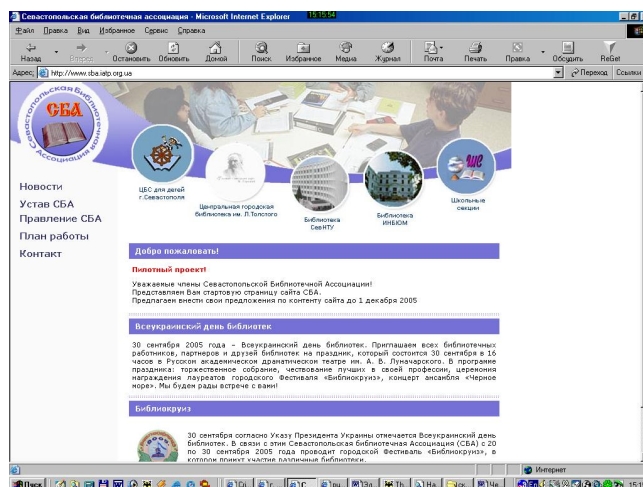 Севастопольская библиотечная ассоциация - Microsoft Internet Explorer
15:15:54
Файл Правка Вид Избранное Сервис Справка
Назад Вперед Остановить Обновить Домой Поиск Избранное Медиа Журнал Почта Печать Правка Обсудить ReGet
Адрес: http://www.sba.iatp.org.ua Переход Ссылки
Севастопольская Библиотечная Ассоциация
СБА
ШС
ЦБС для детей
г.Севастополя
Центральная городская
библиотека им. Л.Толстого
Библиотека
СевНТУ
Библиотека
ИНБЮМ
Школьные
секции
Новости
Устав СБА
Правление СБА
План работы
Контакт
Добро пожаловать!
Пилотный проект!
Уважаемые члены Севастопольской Библиотечной Ассоциации!
Представляем Вам стартовую страницу сайта СБА.
Предлагаем внести свои предложения по контенту сайта до 1 декабря 2005
Всеукраинский день библиотек
30 сентября 2005 года - Всеукраинский день библиотек. Приглашаем всех библиотечных
работников, партнеров и друзей библиотек на праздник, который состоится 30 сентября в 16
часов в Русском академическом драматическом театре им. А. В. Луначарского. В программе
праздника: торжественное собрание, чествование лучших в своей профессии, церемония
награждения лауреатов городского Фестиваля «Библиокруиз», концерт ансамбля «Черное
море». Мы будем рады встрече с вами!
Библиокруиз
30 сентября согласно Указу Президента Украины отмечается Всеукраинский день
библиотек. В связи с этим Севастопольская библиотечная Ассоциация (СБА) с 20
по 30 сентября 2005 года проводит городской Фестиваль «Библиокруиз», в
котором примут участие различные библиотеки.
Интернет
Пуск